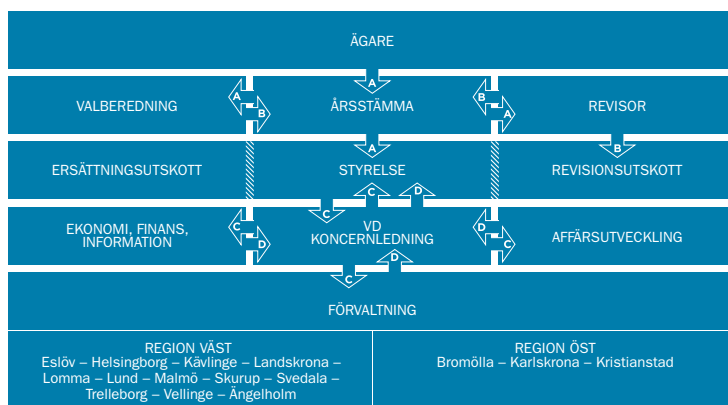 ÄGARE
A
VALBEREDNING
A
B
ÅRSSTÄMMA
B
A
REVISOR
A
B
ERSÄTTNINGSUTSKOTT
STYRELSE
REVISIONSUTSKOTT
C
C
D
EKONOMI, FINANS,
INFORMATION
C
D
VD
KONCERNLEDNING
D
C
AFFÄRSUTVECKLING
C
D
FÖRVALTNING
REGION VÄST
Eslöv – Helsingborg – Kävlinge – Landskrona –
Lomma – Lund – Malmö – Skurup – Svedala –
Trelleborg – Vellinge – Ängelholm
REGION ÖST
Bromölla – Karlskrona – Kristianstad